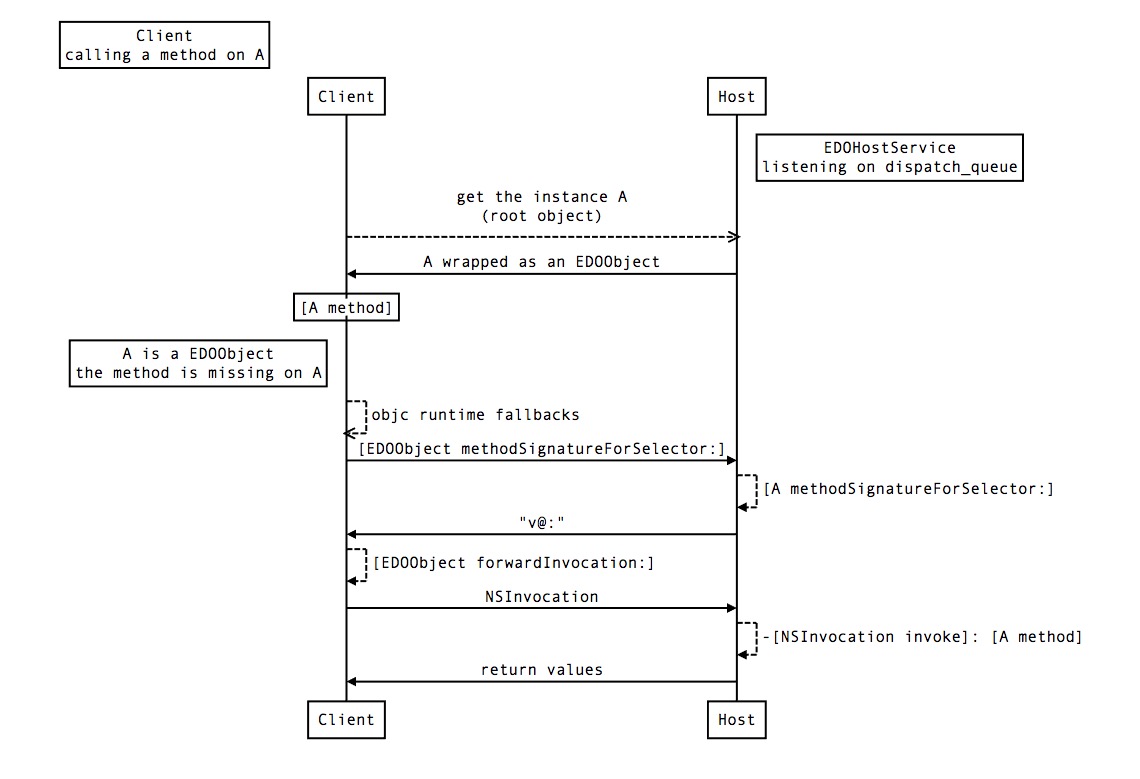 Client
calling a method on A
Client
Host
EDOHostService
listening on dispatch_queue
get the instance A
(root object)
A wrapped as an EDOObject
[A method]
A is a EDOObject
the method is missing on A
objc runtime fallbacks
[EDOObject methodSignatureForSelector:]
[A methodSignatureForSelector:]
"v@:"
[EDOObject forwardInvocation:]
NSInvocation
-[NSInvocation invoke]: [A method]
return values
Client
Host